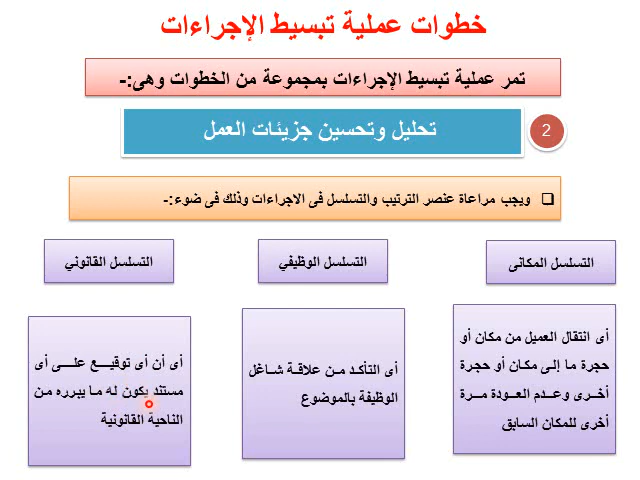 خطوات عملية تبسيط الإجراءات
تمر عملية تبسيط الإجراءات بمجموعة من الخطوات وهى:-
2
تحليل وتحسين جزيئات العمل
ويجب مراعاة عنصر الترتيب والتسلسل فى الاجراءات وذلك فى ضوء:-
التسلسل المكانى
التسلسل الوظيفي
التسلسل القانوني
أى انتقال العميل من مكان أو
حجرة ما إلى مكان أو حجرة
أخرى وعدم العودة مرة
أخرى للمكان السابق
أى التأكد من علاقة شاغل
الوظيفة بالموضوع
أى أن أى توقيع على أى
مستند يكون له ما يبرره من
الناحية القانونية